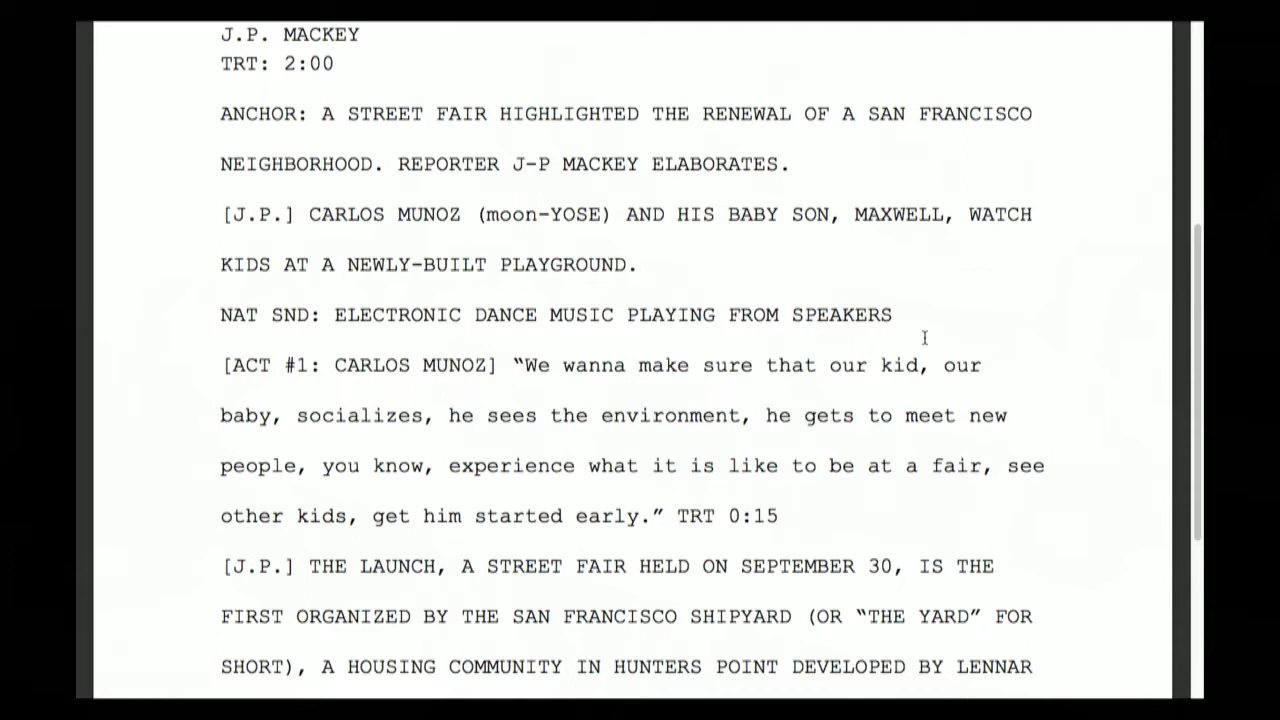 J.P. MACKEY
TRT: 2:00
ANCHOR: A STREET FAIR HIGHLIGHTED THE RENEWAL OF A SAN FRANCISCO
NEIGHBORHOOD. REPORTER J-P MACKEY ELABORATES.
[J.P.] CARLOS MUNOZ (moon-YOSE) AND HIS BABY SON, MAXWELL, WATCH
KIDS AT A NEWLY-BUILT PLAYGROUND.
NAT SND: ELECTRONIC DANCE MUSIC PLAYING FROM SPEAKERS
[ACT #1: CARLOS MUNOZ] “We wanna make sure that our kid, our
baby, socializes, he sees the environment, he gets to meet new
people, you know, experience what it is like to be at a fair, see
other kids, get him started early.” TRT 0:15
[J.P.] THE LAUNCH, A STREET FAIR HELD ON SEPTEMBER 30, IS THE
FIRST ORGANIZED BY THE SAN FRANCISCO SHIPYARD (OR “THE YARD” FOR
SHORT), A HOUSING COMMUNITY IN HUNTERS POINT DEVELOPED BY LENNAR